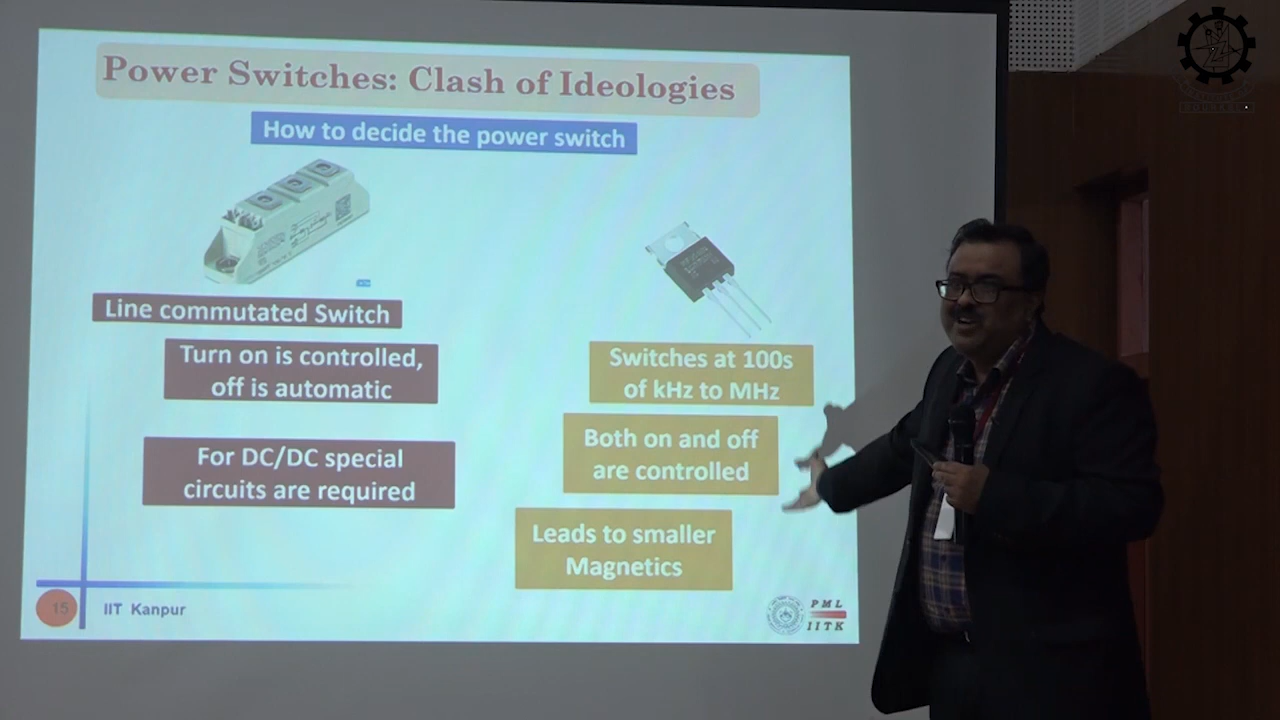 Power Switches: Clash of Ideologies
How to decide the power switch
Line commutated Switch
Turn on is controlled,
off is automatic
For DC/DC special
circuits are required
Switches at 100s
of kHz to MHz
Both on and off
are controlled
Leads to smaller
Magnetics
15
IIT Kanpur
PML
IITK